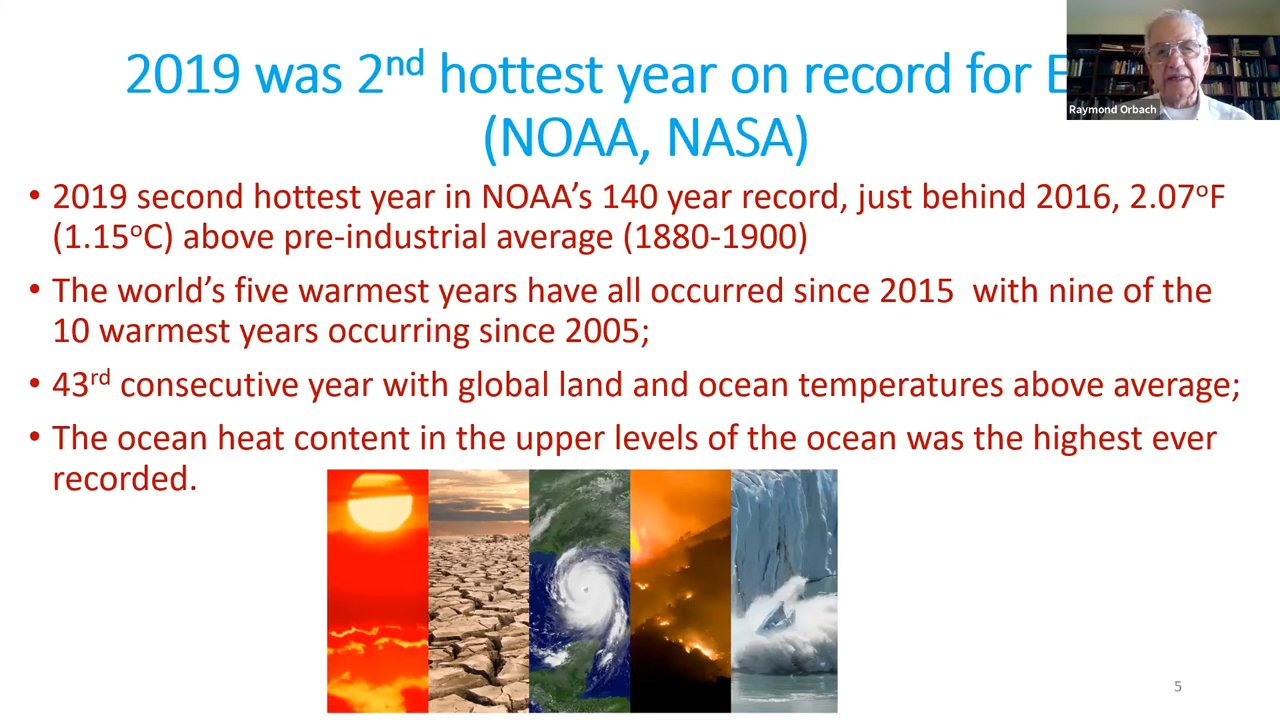 2019 was 2nd hottest year on record for
(NOAA, NASA)
Raymond Orbach
• 2019 second hottest year in NOAA’s 140 year record, just behind 2016, 2.07ºF
(1.15ºC) above pre-industrial average (1880-1900)
• The world’s five warmest years have all occurred since 2015 with nine of the
10 warmest years occurring since 2005;
• 43rd consecutive year with global land and ocean temperatures above average;
• The ocean heat content in the upper levels of the ocean was the highest ever
recorded.
5